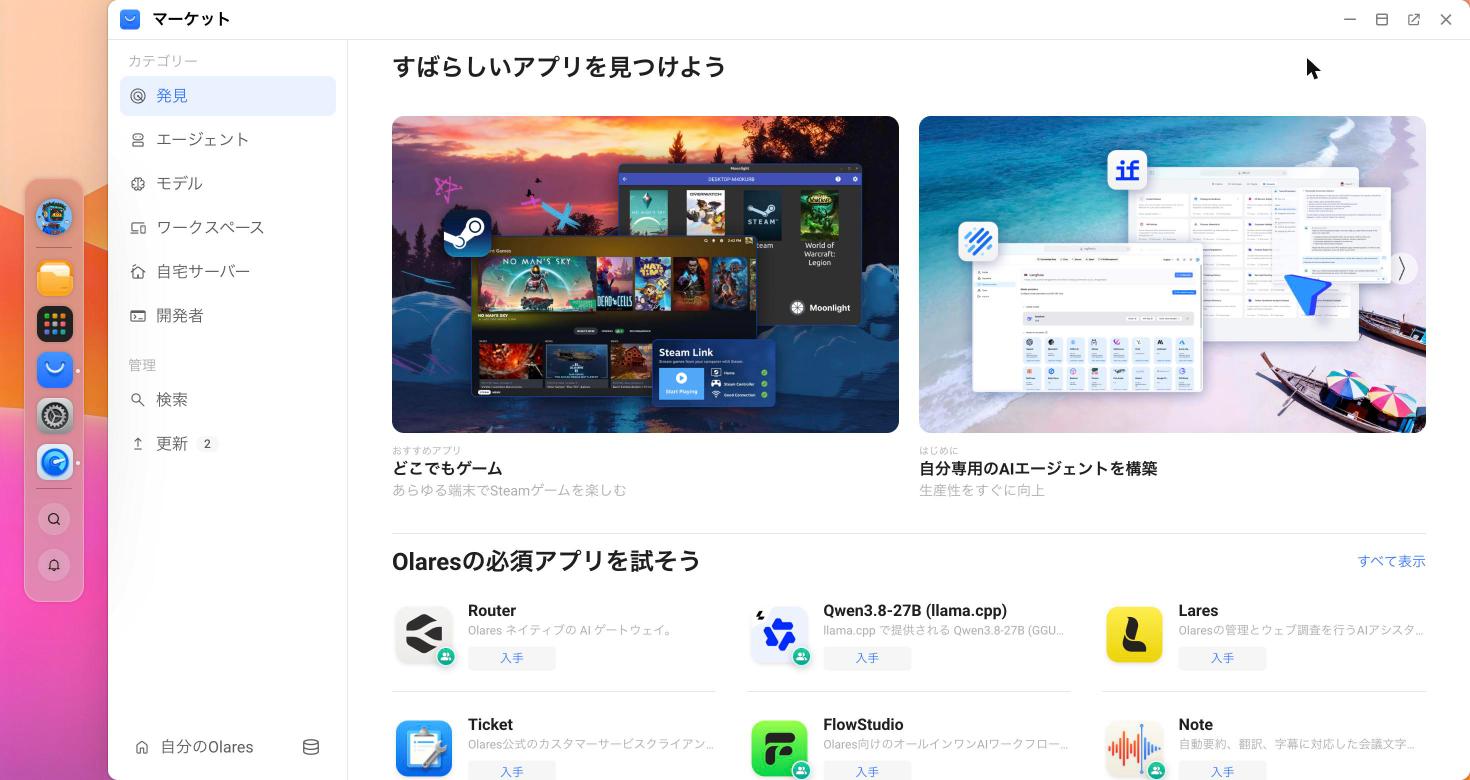 マーケット
カテゴリー
発見
エージェント
モデル
ワークスペース
自宅サーバー
開発者
管理
検索
更新 2
自分のOlares
すばらしいアプリを見つけよう
Moonlight
DESKTOP-M40KURB
OVERWATCH
STEAM
World of
Warcraft:
Legion
NO MAN'S SKY
DEAD CELLS
Moonlight
Steam Link
Start Playing
Home
Steam Controller
Good Connection
if
おすすめアプリ
どこでもゲーム
あらゆる端末でSteamゲームを楽しむ
はじめに
自分専用のAIエージェントを構築
生産性をすぐに向上
Olaresの必須アプリを試そう
すべて表示
Router
Olares ネイティブの AI ゲートウェイ。
入手
Qwen3.8-27B (llama.cpp)
llama.cpp で提供される Qwen3.8-27B (GGU...
入手
Lares
Olaresの管理とウェブ調査を行うAIアシスタ...
入手
Ticket
Olares公式のカスタマーサービスクライアン...
入手
FlowStudio
Olares向けのオールインワンAIワークフロー...
入手
Note
自動要約、翻訳、字幕に対応した会議文字...
入手